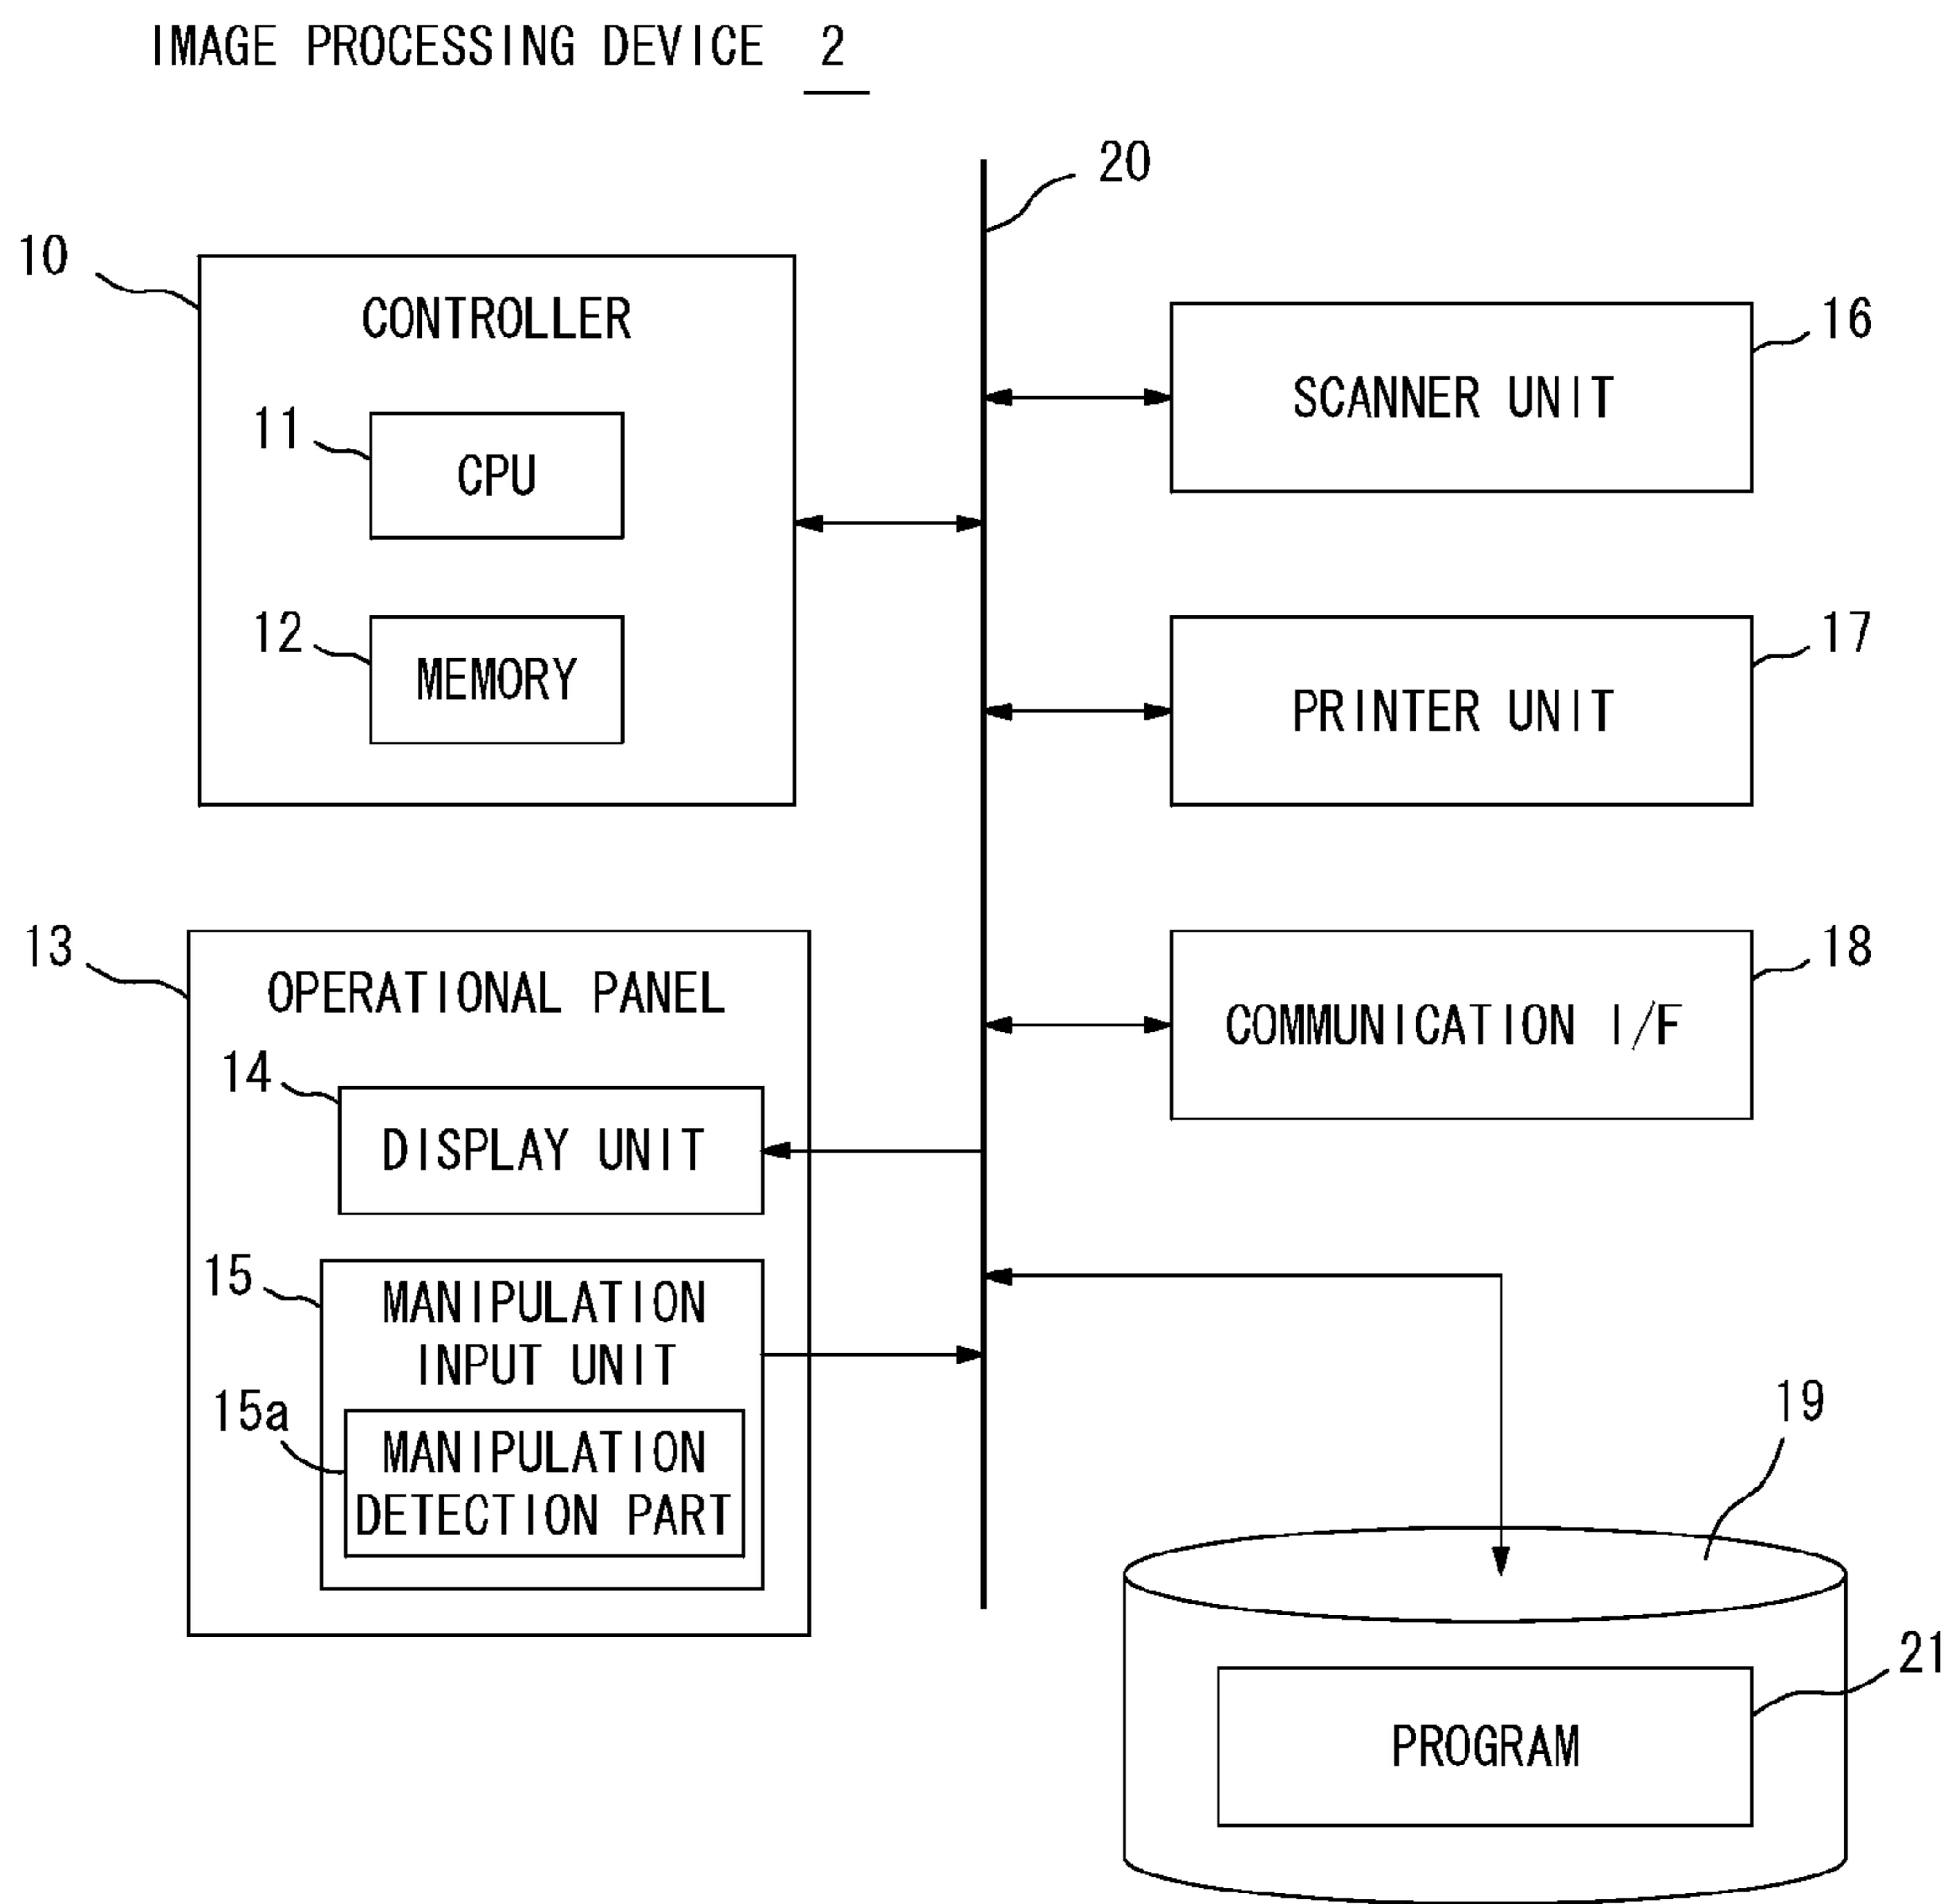 IMAGE PROCESSING DEVICE 2
20
10
CONTROLLER
11
CPU
12
MEMORY
16
SCANNER UNIT
17
PRINTER UNIT
13
OPERATIONAL PANEL
14
DISPLAY UNIT
15
MANIPULATION
INPUT UNIT
15a
MANIPULATION
DETECTION PART
18
COMMUNICATION I/F
19
21
PROGRAM